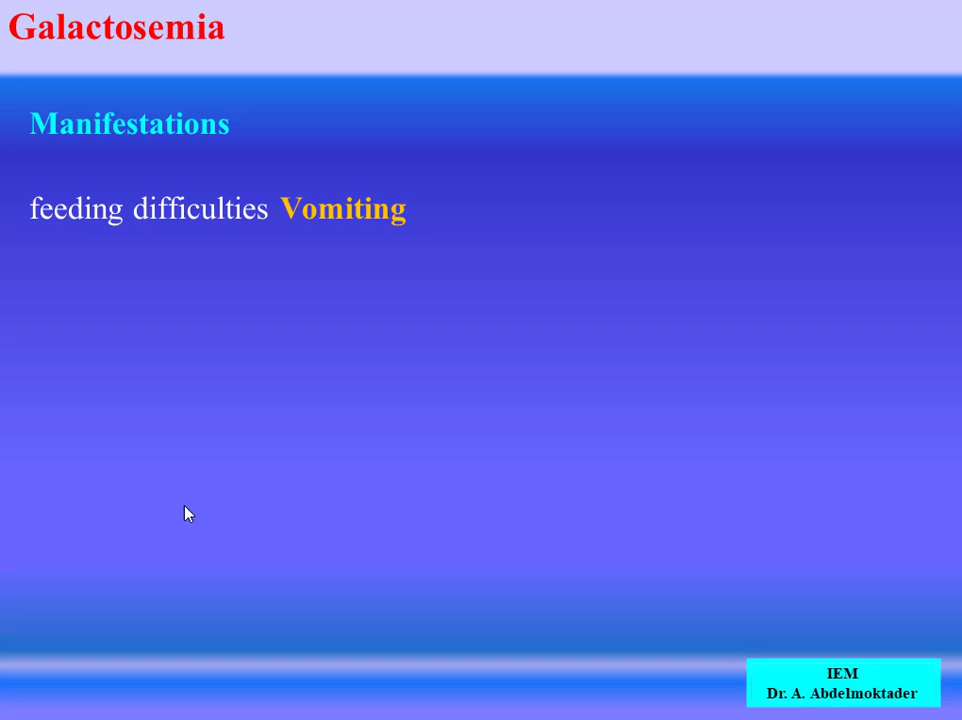 Galactosemia
Manifestations
feeding difficulties Vomiting
IEM
Dr. A. Abdelmoktader